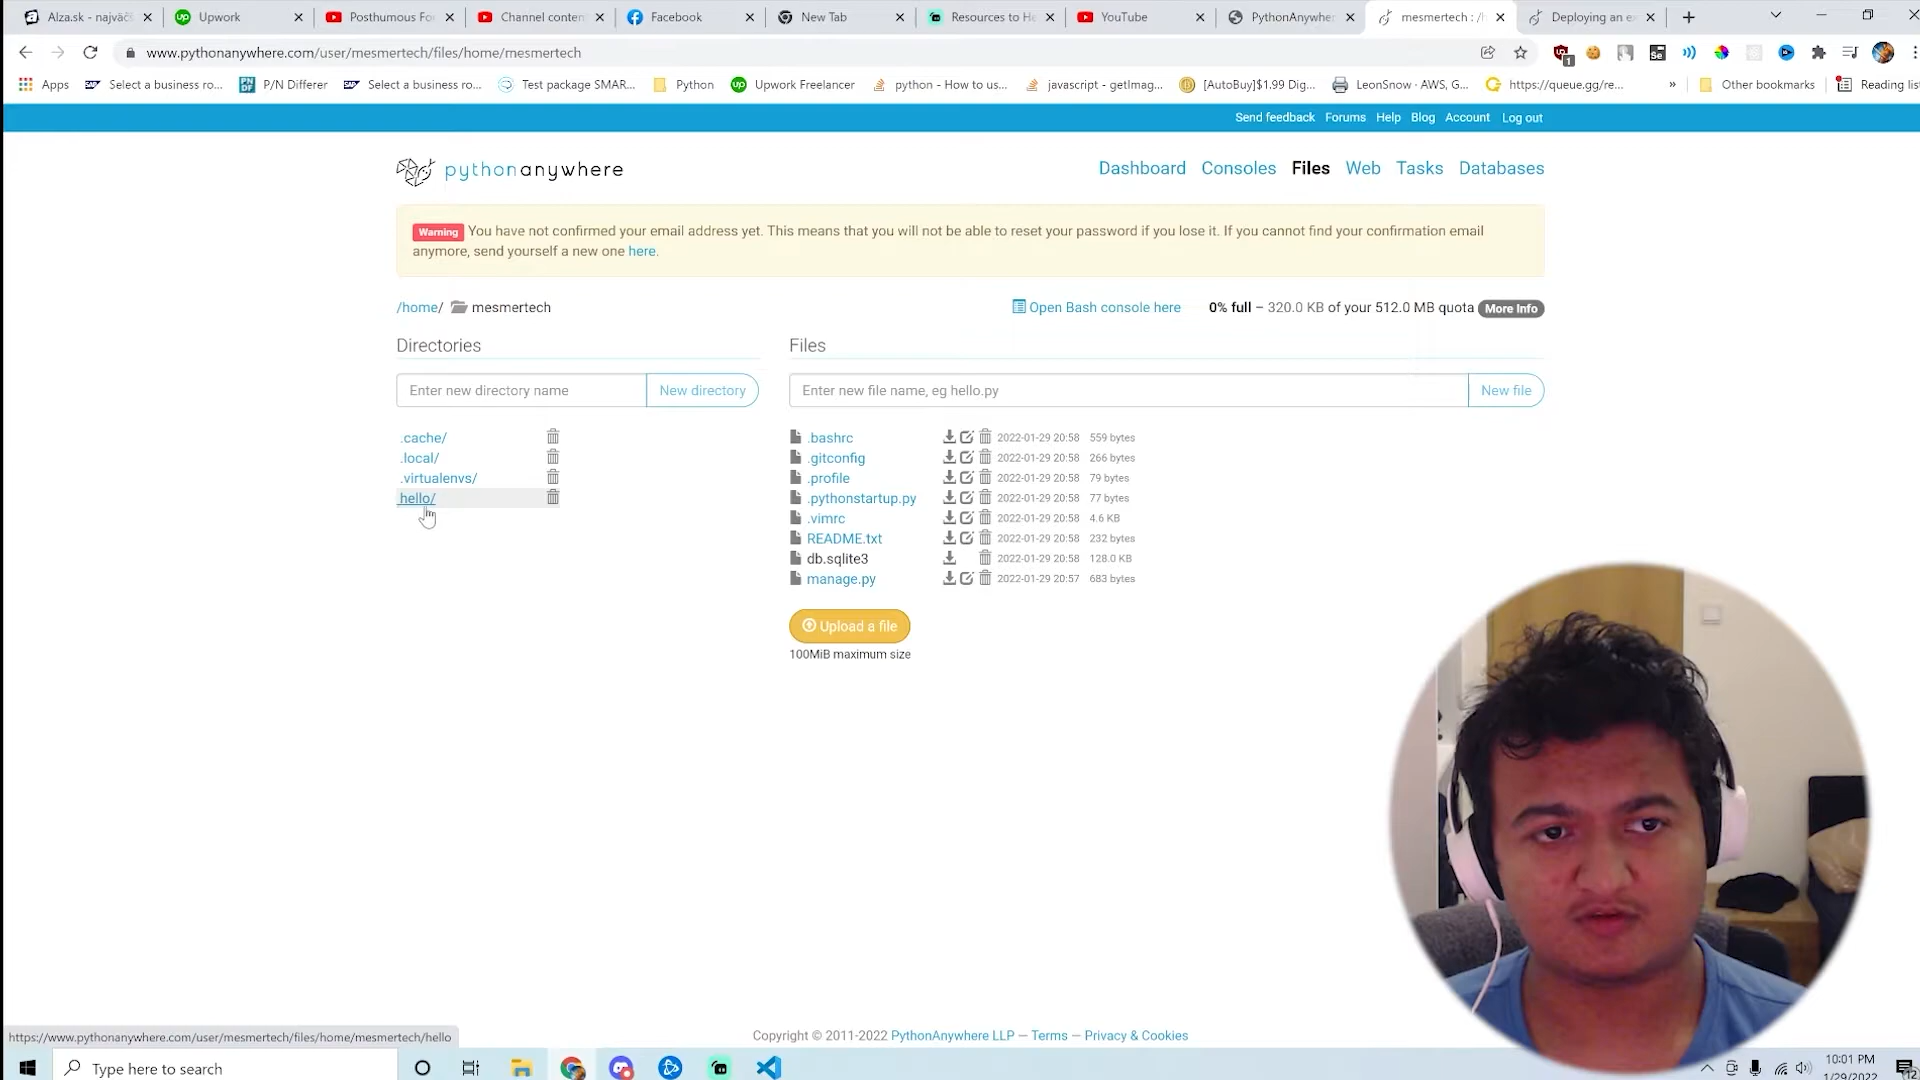 Alza.sk - najväčš
Upwork
Posthumous Fo
Channel conten
Facebook
New Tab
Resources to He
YouTube
PythonAnywhe
mesmertech : /h
Deploying an e
www.pythonanywhere.com/user/mesmertech/files/home/mesmertech
Apps
Select a business ro...
P/N Differer
Select a business ro...
Test package SMAR...
Python
Upwork Freelancer
python - How to us...
javascript - getImag...
[AutoBuy]$1.99 Dig...
LeonSnow · AWS, G...
https://queue.gg/re...
»
Other bookmarks
Reading list
Send feedback Forums Help Blog Account Log out
pythonanywhere
Dashboard Consoles Files Web Tasks Databases
Warning You have not confirmed your email address yet. This means that you will not be able to reset your password if you lose it. If you cannot find your confirmation email
anymore, send yourself a new one here.
/home/ mesmertech
Open Bash console here
0% full – 320.0 KB of your 512.0 MB quota More Info
Directories
Files
Enter new directory name
New directory
Enter new file name, eg hello.py
New file
.cache/
.local/
.virtualenvs/
hello/
.bashrc 2022-01-29 20:58 559 bytes
.gitconfig 2022-01-29 20:58 266 bytes
.profile 2022-01-29 20:58 79 bytes
.pythonstartup.py 2022-01-29 20:58 77 bytes
.vimrc 2022-01-29 20:58 4.6 KB
README.txt 2022-01-29 20:58 232 bytes
db.sqlite3 2022-01-29 20:58 128.0 KB
manage.py 2022-01-29 20:57 683 bytes
Upload a file
100MiB maximum size
Copyright © 2011-2022 PythonAnywhere LLP — Terms — Privacy & Cookies
https://www.pythonanywhere.com/user/mesmertech/files/home/mesmertech/hello
Type here to search
10:01 PM
1/29/2022
12